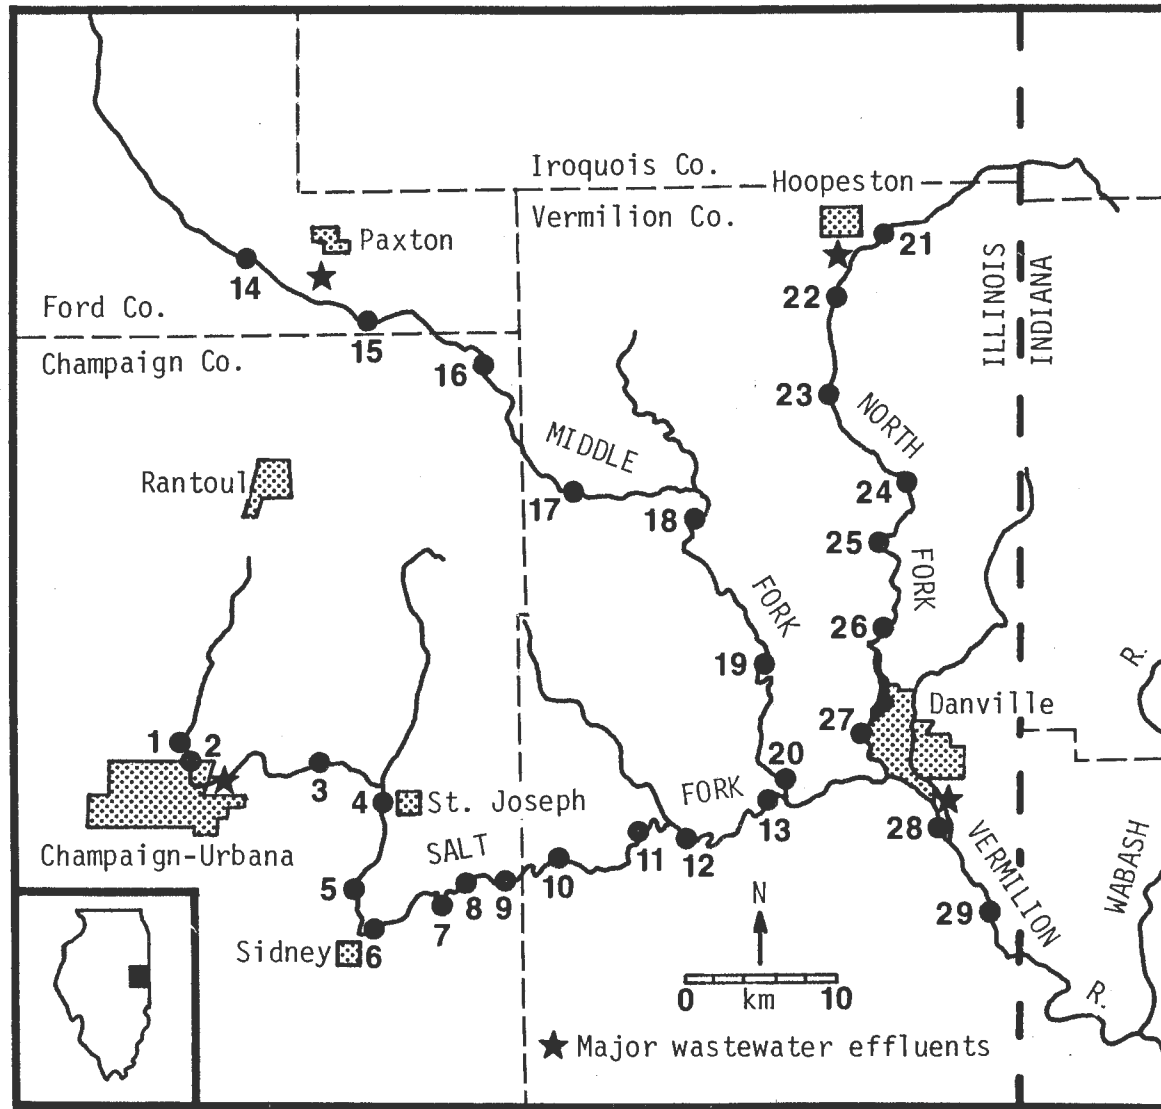 Iroquois Co.
Hoopeston
Vermilion Co.
21
Paxton
14
Ford Co.
22
ILLINOIS
INDIANA
15
Champaign Co.
16
23
NORTH
MIDDLE
Rantoul
17
24
18
25
FORK
FORK
26
19
R.
Danville
27
1
2
20
3
FORK
4
St. Joseph
13
28
SALT
11
12
VERMILION
Champaign-Urbana
10
WABASH
5
8
9
7
N
29
Sidney
6
R.
0
km
10
Major wastewater effluents